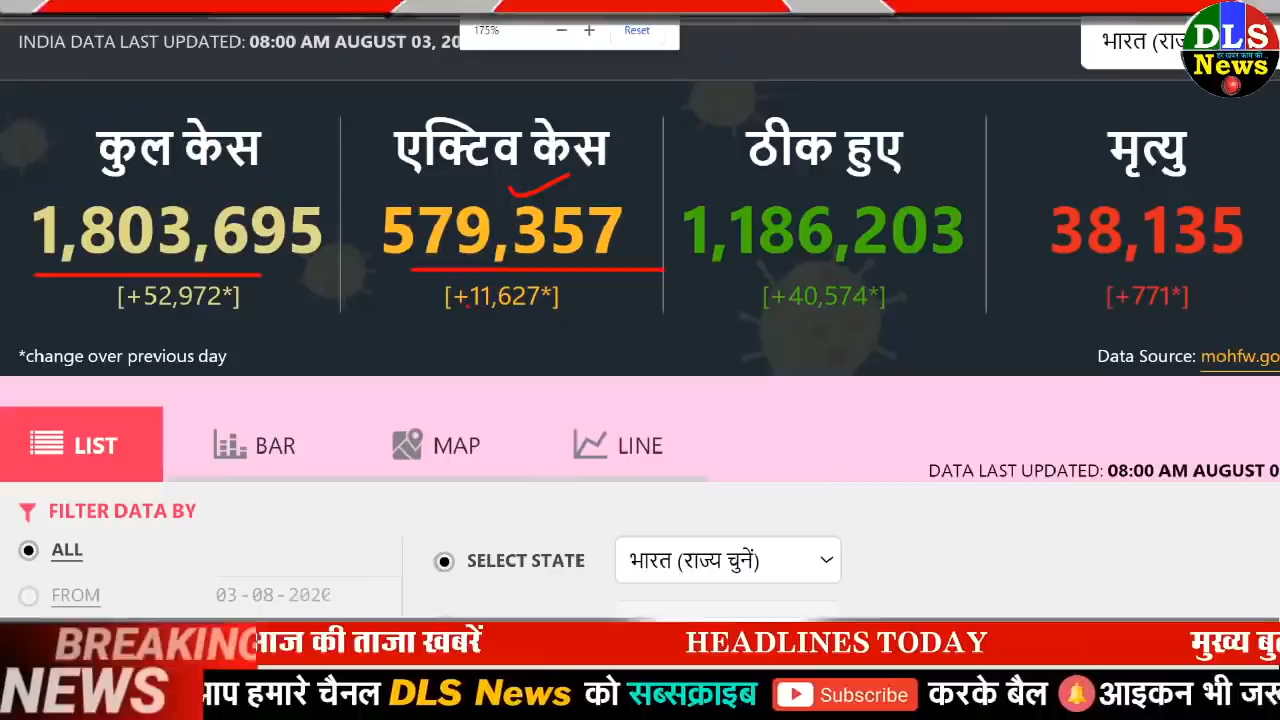 INDIA DATA LAST UPDATED: 08:00 AM AUGUST 03, 20
175% − + Reset
भारत
DLS
News
कुल केस
एक्टिव केस
ठीक हुए
मृत्यु
1,803,695
579,357
1,186,203
38,135
[+52,972*]
[+11,627*]
[+40,574*]
[+771*]
*change over previous day
Data Source: mohfw.go
LIST
BAR
MAP
LINE
DATA LAST UPDATED: 08:00 AM AUGUST 0
FILTER DATA BY
ALL
SELECT STATE
भारत (राज्य चुनें)
FROM
03-08-2020
BREAKING
NEWS
आज की ताजा खबरें
HEADLINES TODAY
मुख्य
आप हमारे चैनल DLS News को सब्सक्राइब Subscribe करके बैल आइकन भी